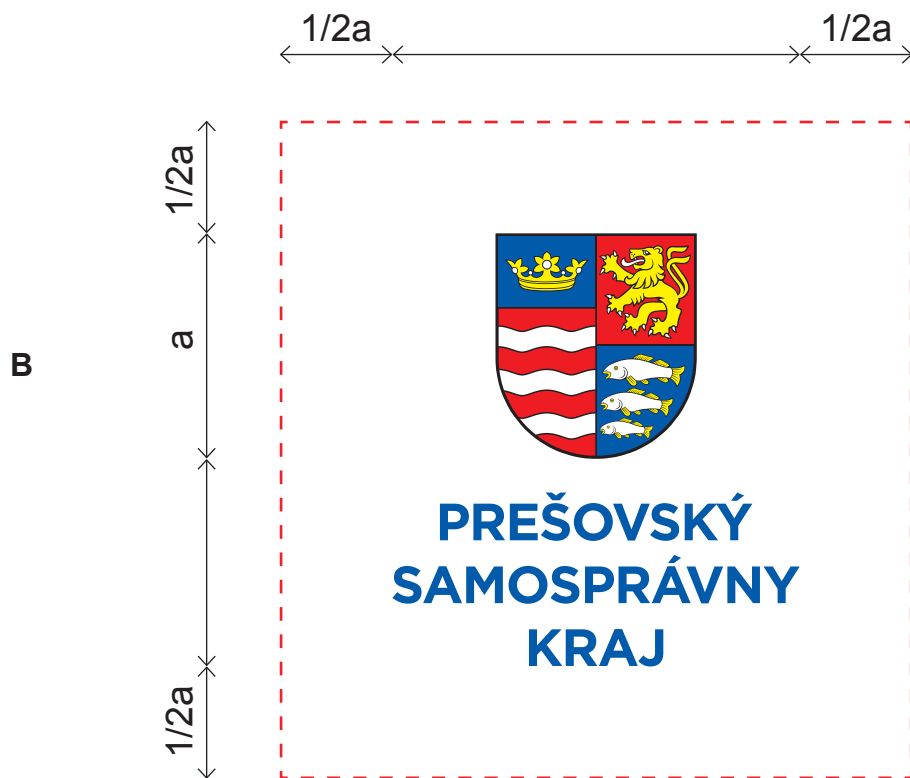 1/2a 1/2a
1/2a
a
B
PREŠOVSKÝ
SAMOSPRÁVNY
KRAJ
1/2a